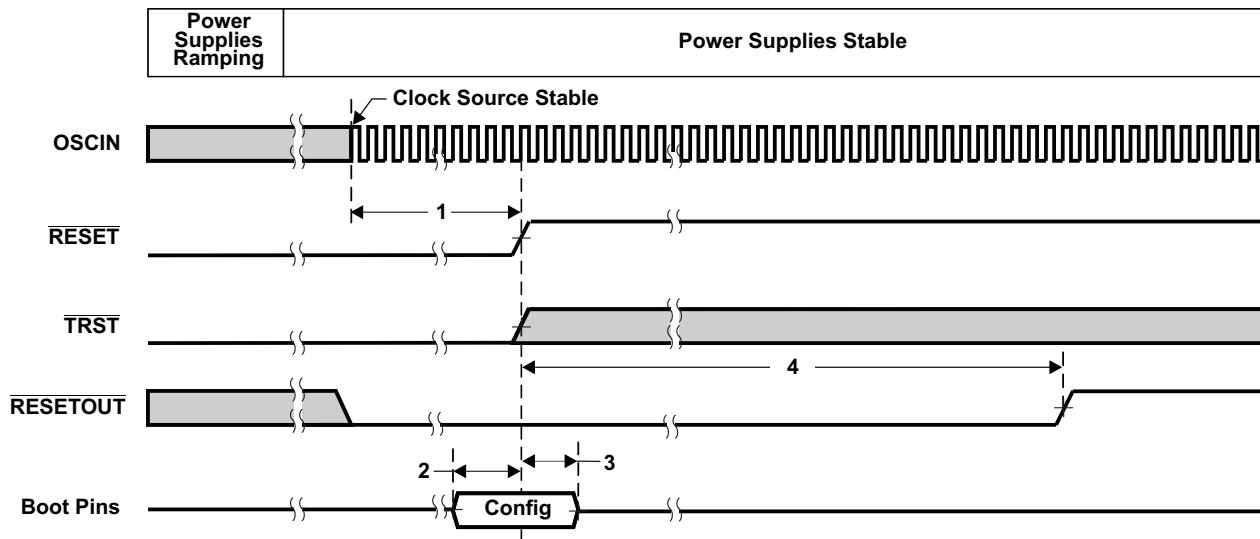 Power
Supplies
Ramping
Power Supplies Stable
Clock Source Stable
OSCIN
1
RESET
TRST
4
RESETOUT
2
3
Boot Pins
Config